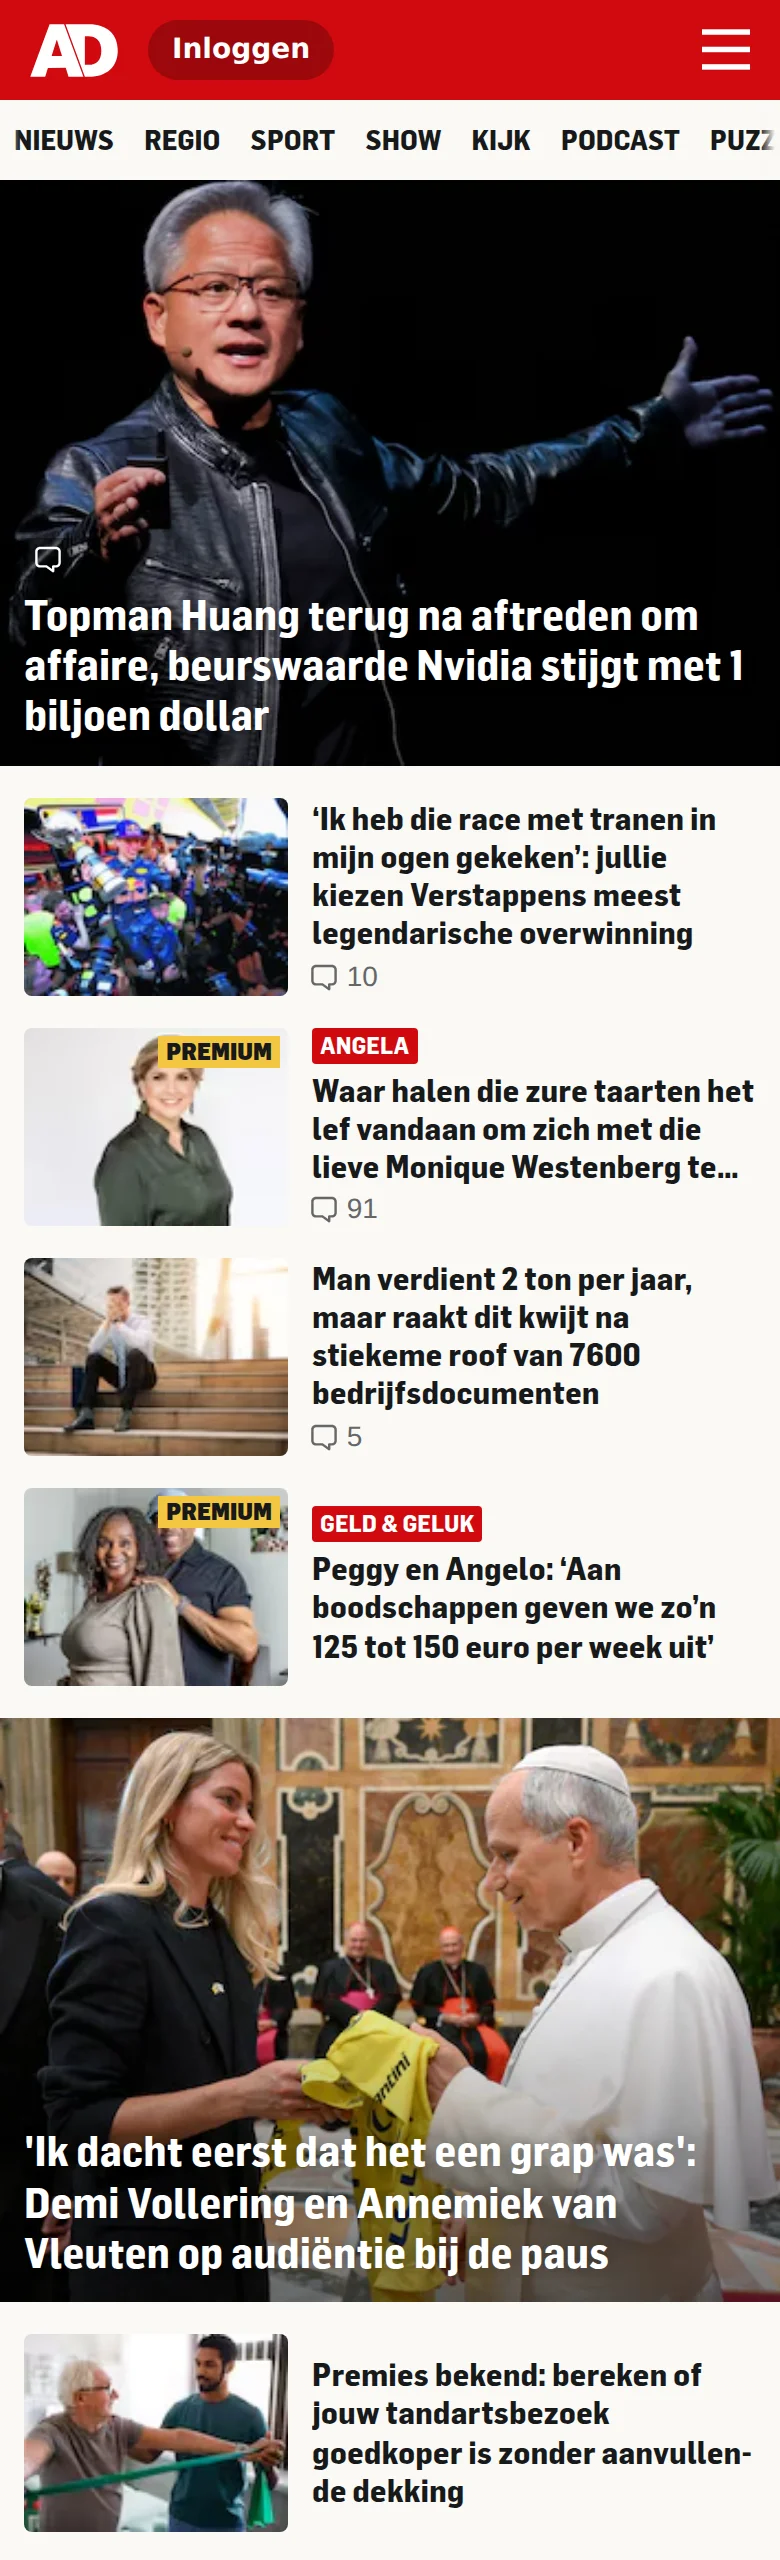 AD
Inloggen
NIEUWS REGIO SPORT SHOW KIJK PODCAST PUZZ
Topman Huang terug na aftreden om
affaire, beurswaarde Nvidia stijgt met 1
biljoen dollar
‘Ik heb die race met tranen in
mijn ogen gekeken’: jullie
kiezen Verstappens meest
legendarische overwinning
10
PREMIUM
ANGELA
Waar halen die zure taarten het
lef vandaan om zich met die
lieve Monique Westenberg te...
91
Man verdient 2 ton per jaar,
maar raakt dit kwijt na
stiekeme roof van 7600
bedrijfsdocumenten
5
PREMIUM
GELD & GELUK
Peggy en Angelo: ‘Aan
boodschappen geven we zo’n
125 tot 150 euro per week uit’
'Ik dacht eerst dat het een grap was':
Demi Vollering en Annemiek van
Vleuten op audiëntie bij de paus
Premies bekend: bereken of
jouw tandartsbezoek
goedkoper is zonder aanvullen-
de dekking